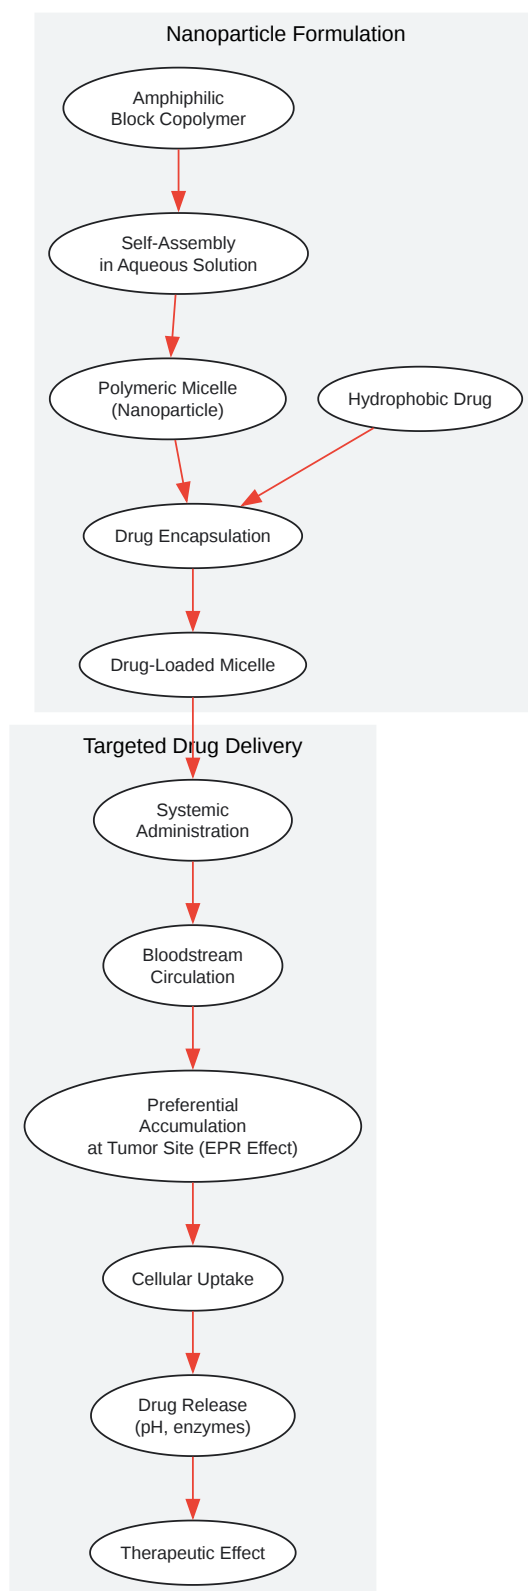 Nanoparticle Formulation
Amphiphilic
Block Copolymer
Self-Assembly
in Aqueous Solution
Polymeric Micelle
(Nanoparticle)
Hydrophobic Drug
Drug Encapsulation
Drug-Loaded Micelle
Targeted Drug Delivery
Systemic
Administration
Bloodstream
Circulation
Preferential
Accumulation
at Tumor Site (EPR Effect)
Cellular Uptake
Drug Release
(pH, enzymes)
Therapeutic Effect